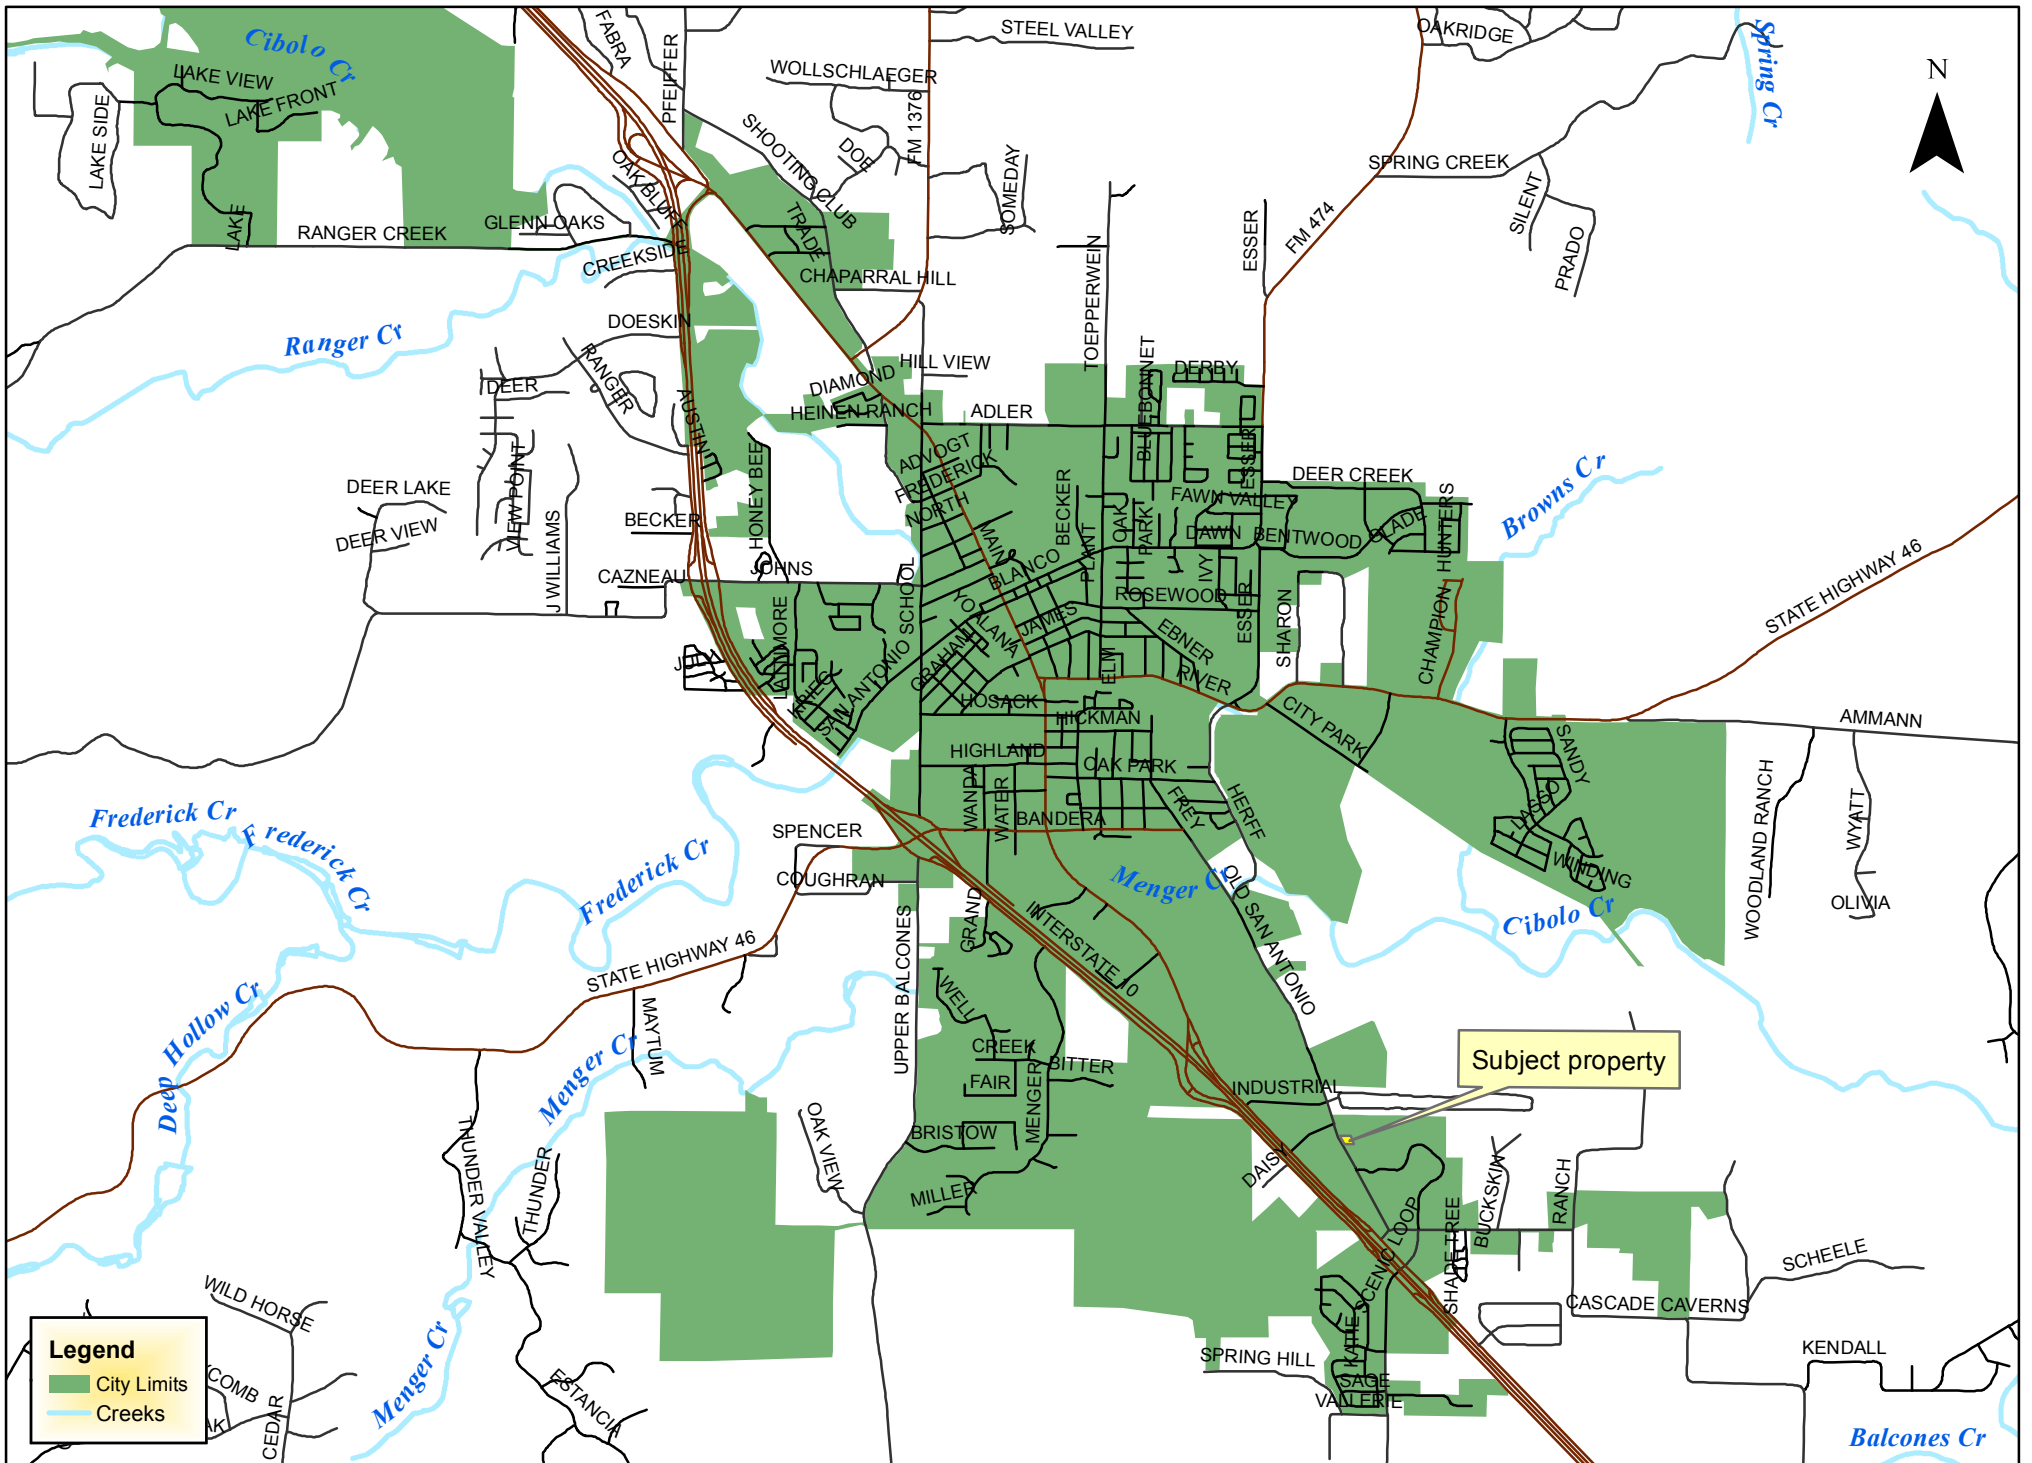 Cibolo Cr
FABRA
PFEIFFER
STEEL VALLEY
OAKRIDGE
Spring Cr
N
LAKE VIEW
LAKE FRONT
LAKE SIDE
WOLLSCHLAEGER
FM 1376
SHOOTING CLUB
DOE
SOMEDAY
SPRING CREEK
SILENT
PRADO
OAK BLUFF
GLENN OAKS
RANGER CREEK
LAKE
CREEKSIDE
TRADE
CHAPARRAL HILL
TOEPPERWEIN
ESSER
FM 474
Ranger Cr
DOESKIN
RANGER
DEER
AUSTIN
DIAMOND
HILL VIEW
HEINEN RANCH
ADLER
BLUEBONNET
DERBY
ADVOGT
FREDERICK
NORTH
HONEY BEE
VIEW POINT
DEER LAKE
DEER VIEW
J WILLIAMS
BECKER
CAZNEAU
JOHNS
MAIN
BECKER
PLANT
OAK
PARK
ESSER
FAWN VALLEY
DAWN
BENTWOOD
DEER CREEK
GLADE
HUNTERS
Browns Cr
STATE HIGHWAY 46
BLANCO
IVY
ROSEWOOD
ESSER
SHARON
CHAMPION
SCHOOL
YOALANA
JAMES
GRAHAM
EBNER
RIVER
ELM
LATTIMORE
JULY
KRIEG
SAN ANTONIO
HOSACK
HICKMAN
CITY PARK
AMMANN
HIGHLAND
OAK PARK
WANDA
WATER
BANDERA
FREY
HERFF
SANDY
LASSO
WINDING
WOODLAND RANCH
WYATT
OLIVIA
Frederick Cr
Frederick Cr
Frederick Cr
SPENCER
COUGHRAN
Menger Cr
OLD SAN ANTONIO
Cibolo Cr
UPPER BALCONES
GRAND
INTERSTATE 10
STATE HIGHWAY 46
Deep Hollow Cr
MAYTUM
Menger Cr
WELL
CREEK
FAIR
MENGER
BITTER
INDUSTRIAL
Subject property
THUNDER VALLEY
THUNDER
OAK VIEW
BRISTOW
MILLER
DAISY
SCENIC LOOP
SHADE TREE
BUCKSKIN
RANCH
SCHEELE
CASCADE CAVERNS
KENDALL
WILD HORSE
Legend
City Limits
Creeks
CEDAR
Menger Cr
ESTANCIA
SPRING HILL
KATIE
SAGE
VALLERIE
Balcones Cr